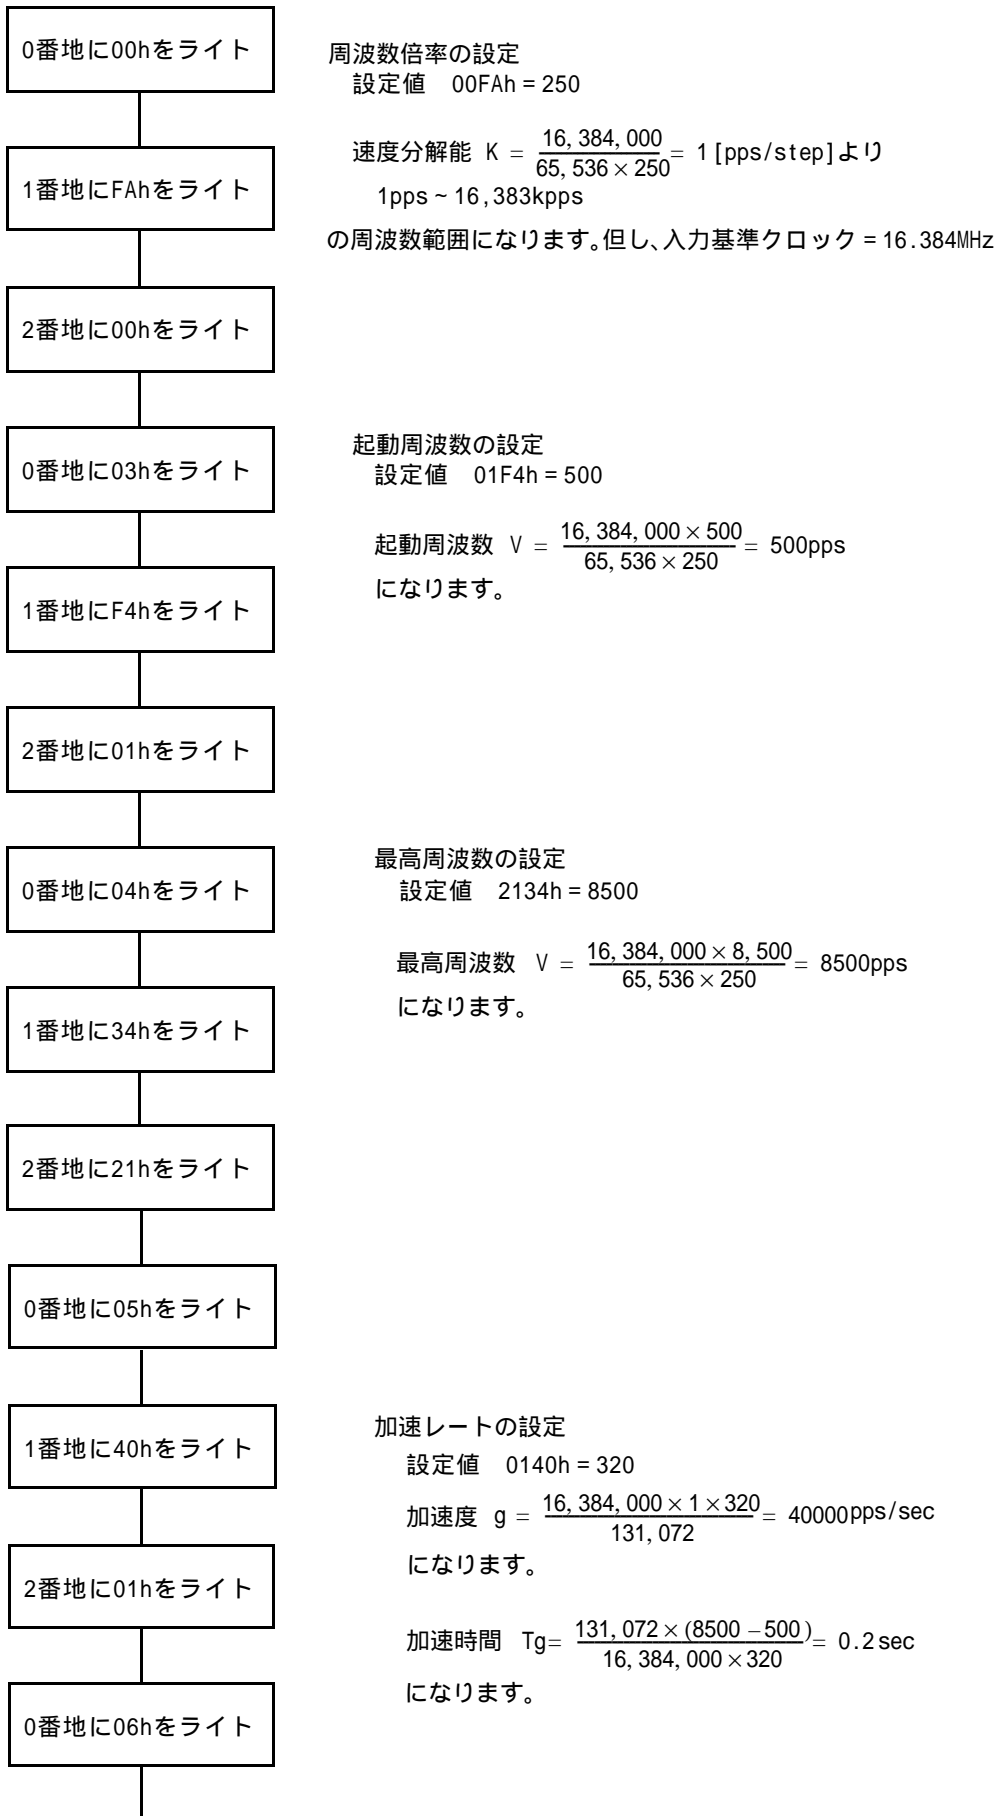 0番地に00hをライト
周波数倍率の設定
設定値 00FAh = 250
速度分解能 K = 16, 384, 000 / 65, 536 × 250 = 1 [pps/step]より
1番地にFAhをライト
1pps ~ 16,383kpps
の周波数範囲になります。但し、入力基準クロック = 16.384MHz
2番地に00hをライト
0番地に03hをライト
起動周波数の設定
設定値 01F4h = 500
起動周波数 V = 16, 384, 000 × 500 / 65, 536 × 250 = 500pps
になります。
1番地にF4hをライト
2番地に01hをライト
0番地に04hをライト
最高周波数の設定
設定値 2134h = 8500
最高周波数 V = 16, 384, 000 × 8, 500 / 65, 536 × 250 = 8500pps
になります。
1番地に34hをライト
2番地に21hをライト
0番地に05hをライト
1番地に40hをライト
加速レートの設定
設定値 0140h = 320
加速度 g = 16, 384, 000 × 1 × 320 / 131, 072 = 40000pps/sec
になります。
2番地に01hをライト
加速時間 Tg= 131, 072 × (8500 – 500) / 16, 384, 000 × 320 = 0.2sec
になります。
0番地に06hをライト